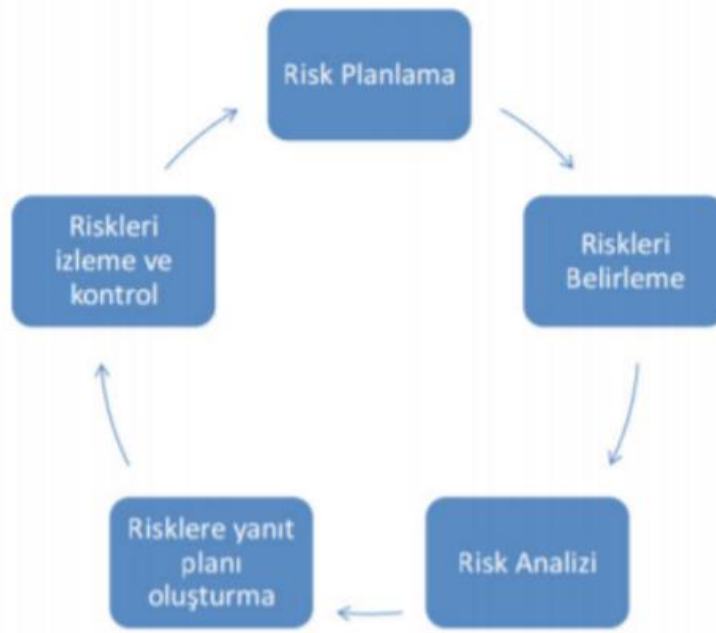 Risk Planlama
Riskleri
Belirleme
Risk Analizi
Risklere yanıt
planı
oluşturma
Riskleri
izleme ve
kontrol